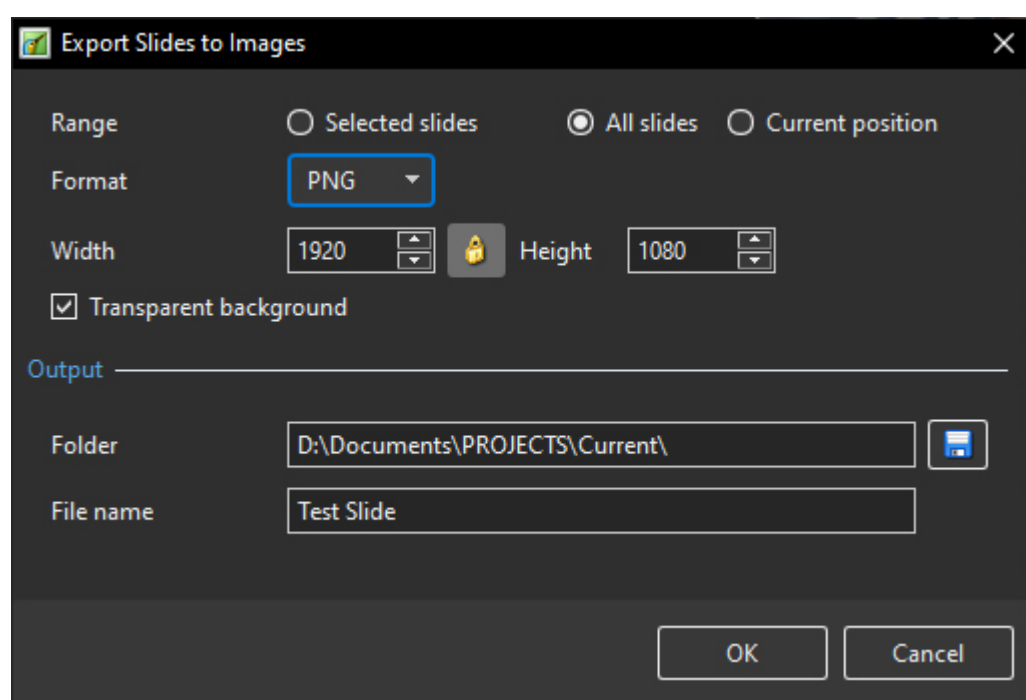 Export Slides to Images
Range Selected slides All slides Current position
Format PNG
Width 1920 Height 1080
Transparent background
Output
Folder D:\Documents\PROJECTS\Current\
File name Test Slide
OK Cancel